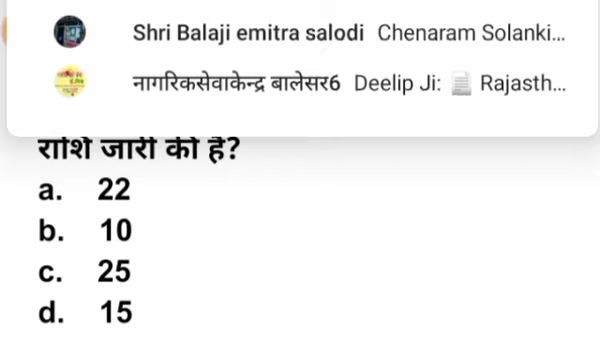 Shri Balaji emitra salodi Chenaram Solanki...
नागरिकसेवाकेन्द्र बालेसर6 Deelip Ji: Rajasth...
राशि जारी की है?
a. 22
b. 10
c. 25
d. 15